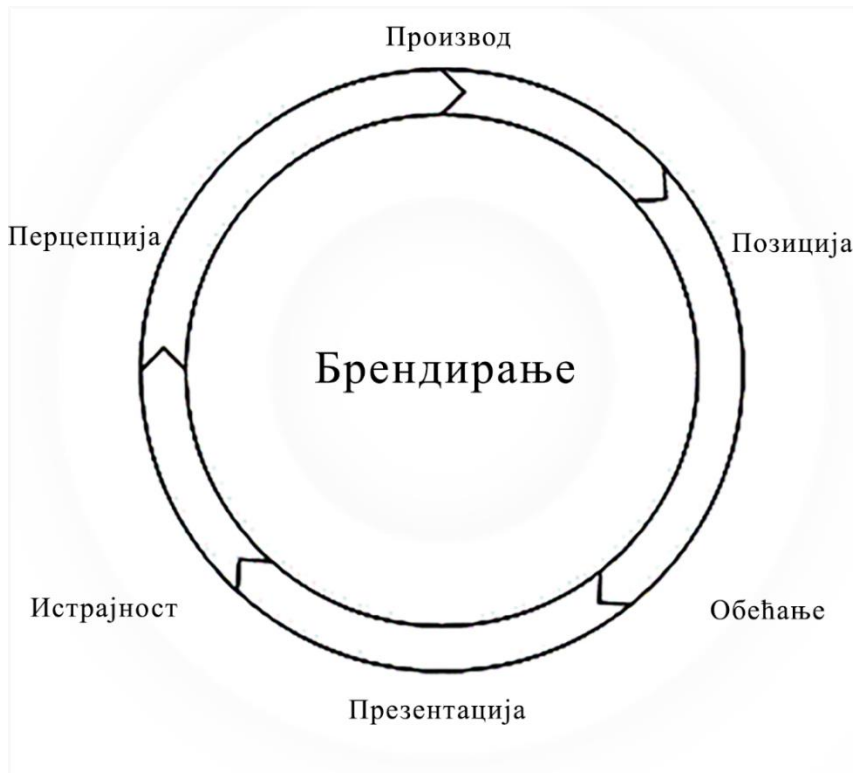 Производ
Перцепција
Позиција
Брендирање
Истрајност
Обећање
Презентација